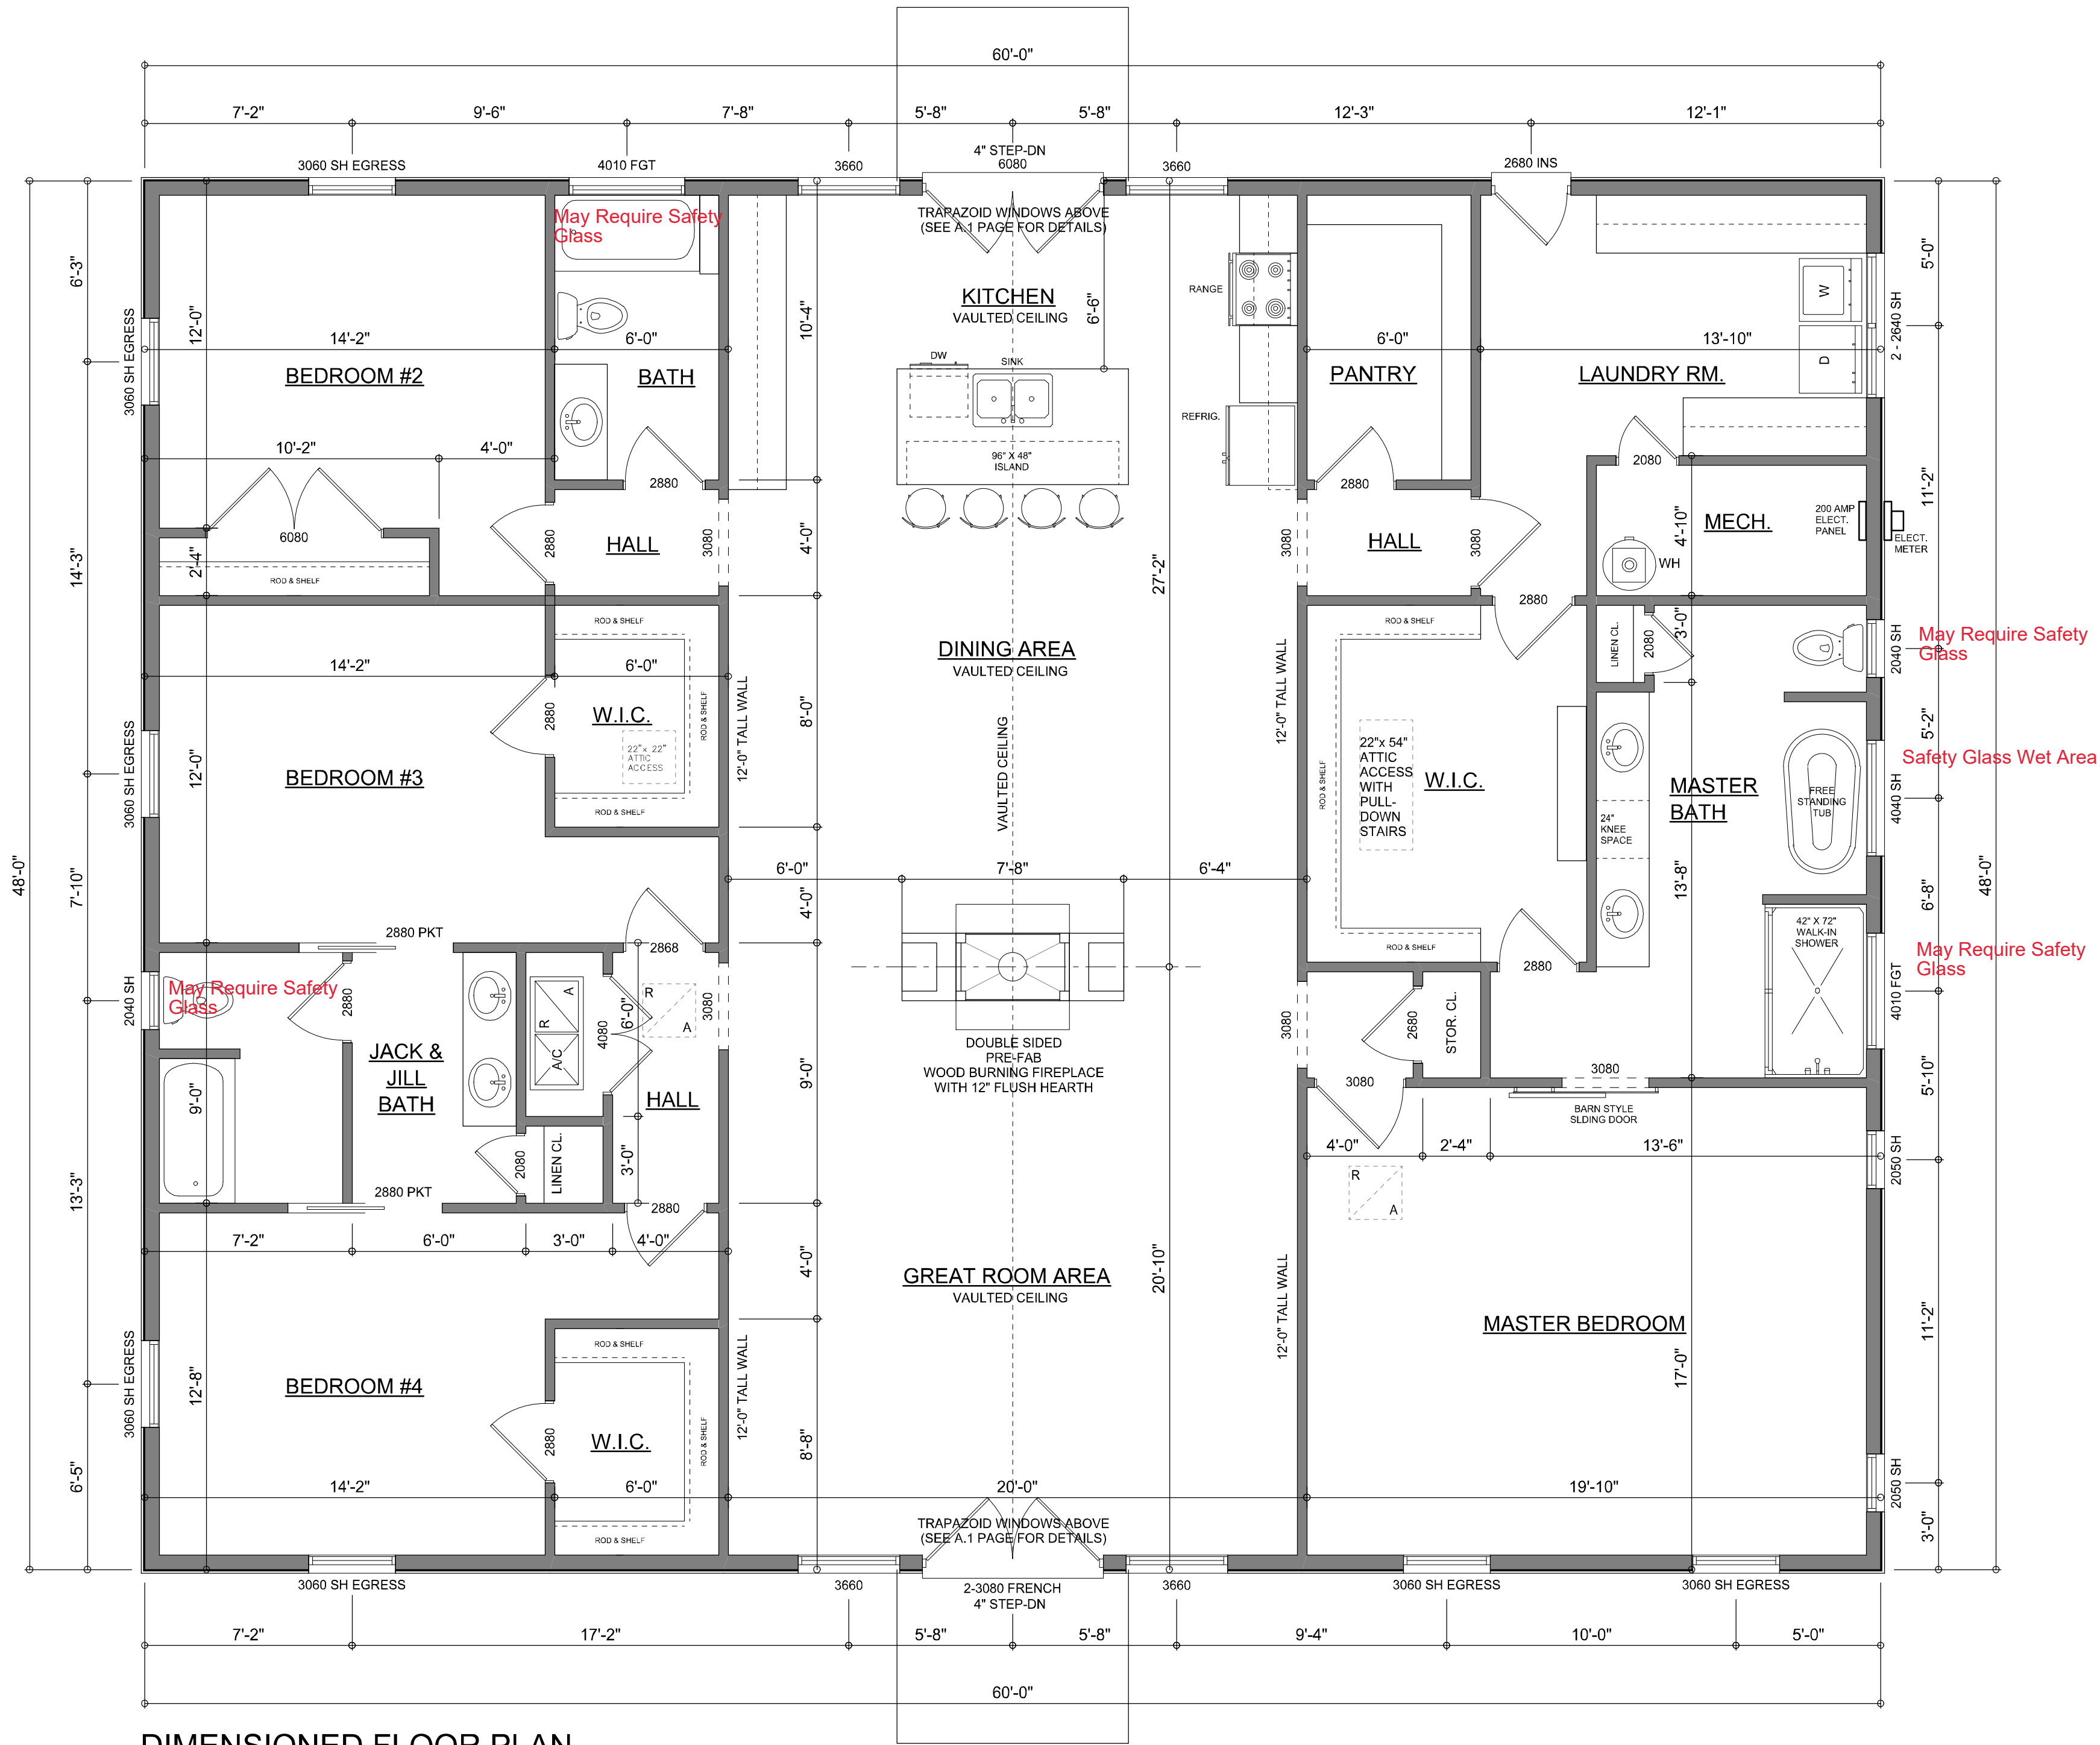 60'-0"
7'-2"
9'-6"
7'-8"
5'-8"
5'-8"
12'-3"
12'-1"
3060 SH EGRESS
4010 FGT
3660
4" STEP-DN
6080
3660
2680 INS
May Require Safety
Glass
TRAPAZOID WINDOWS ABOVE
(SEE A.1 PAGE FOR DETAILS)
6'-3"
5'-0"
12'-0"
10'-4"
KITCHEN
VAULTED CEILING
6'-6"
RANGE
W
3060 SH EGRESS
2 - 2640 SH
14'-2"
6'-0"
6'-0"
13'-10"
DW
SINK
D
BEDROOM #2
BATH
PANTRY
LAUNDRY RM.
REFRIG.
10'-2"
4'-0"
96" X 48"
ISLAND
2080
2880
2880
11'-2"
6080
2880
HALL
3080
4'-0"
3080
HALL
3080
4'-10"
MECH.
200 AMP
ELECT.
PANEL
ELECT.
METER
14'-3"
2'-4"
ROD & SHELF
27'-2"
WH
2880
ROD & SHELF
ROD & SHELF
LINEN CL.
2080
3'-0"
2040 SH
May Require Safety
Glass
14'-2"
6'-0"
DINING AREA
VAULTED CEILING
12'-0" TALL WALL
2880
W.I.C.
ROD & SHELF
12'-0" TALL WALL
8'-0"
5'-2"
3060 SH EGRESS
12'-0"
22"x 22"
ATTIC
ACCESS
VAULTED CEILING
22"x 54"
ATTIC
ACCESS
WITH
PULL-
DOWN
STAIRS
W.I.C.
ROD & SHELF
MASTER
BATH
FREE
STANDING
TUB
4040 SH
Safety Glass Wet Area
BEDROOM #3
ROD & SHELF
24"
KNEE
SPACE
48'-0"
7'-10"
6'-0"
7'-8"
6'-4"
4'-0"
13'-8"
6'-8"
48'-0"
2880 PKT
2868
ROD & SHELF
2880
42" X 72"
WALK-IN
SHOWER
May Require Safety
Glass
2040 SH
May Require Safety
Glass
2880
A
R
A/C
4080
6'-0"
R
A
3080
3080
2680
STOR. CL.
4010 FGT
JACK &
JILL
BATH
9'-0"
9'-0"
HALL
DOUBLE SIDED
PRE-FAB
WOOD BURNING FIREPLACE
WITH 12" FLUSH HEARTH
3080
3080
BARN STYLE
SLDING DOOR
5'-10"
4'-0"
2'-4"
13'-6"
2080
LINEN CL.
3'-0"
2050 SH
2880 PKT
2880
R
A
13'-3"
7'-2"
6'-0"
3'-0"
4'-0"
4'-0"
20'-10"
GREAT ROOM AREA
VAULTED CEILING
12'-0" TALL WALL
MASTER BEDROOM
11'-2"
ROD & SHELF
17'-0"
3060 SH EGRESS
12'-8"
BEDROOM #4
12'-0" TALL WALL
2880
W.I.C.
ROD & SHELF
8'-8"
6'-5"
14'-2"
6'-0"
20'-0"
19'-10"
2050 SH
3'-0"
ROD & SHELF
TRAPAZOID WINDOWS ABOVE
(SEE A.1 PAGE FOR DETAILS)
3060 SH EGRESS
3660
2-3080 FRENCH
4" STEP-DN
3660
3060 SH EGRESS
3060 SH EGRESS
7'-2"
17'-2"
5'-8"
5'-8"
9'-4"
10'-0"
5'-0"
60'-0"
DIMENSIONED FLOOR PLAN